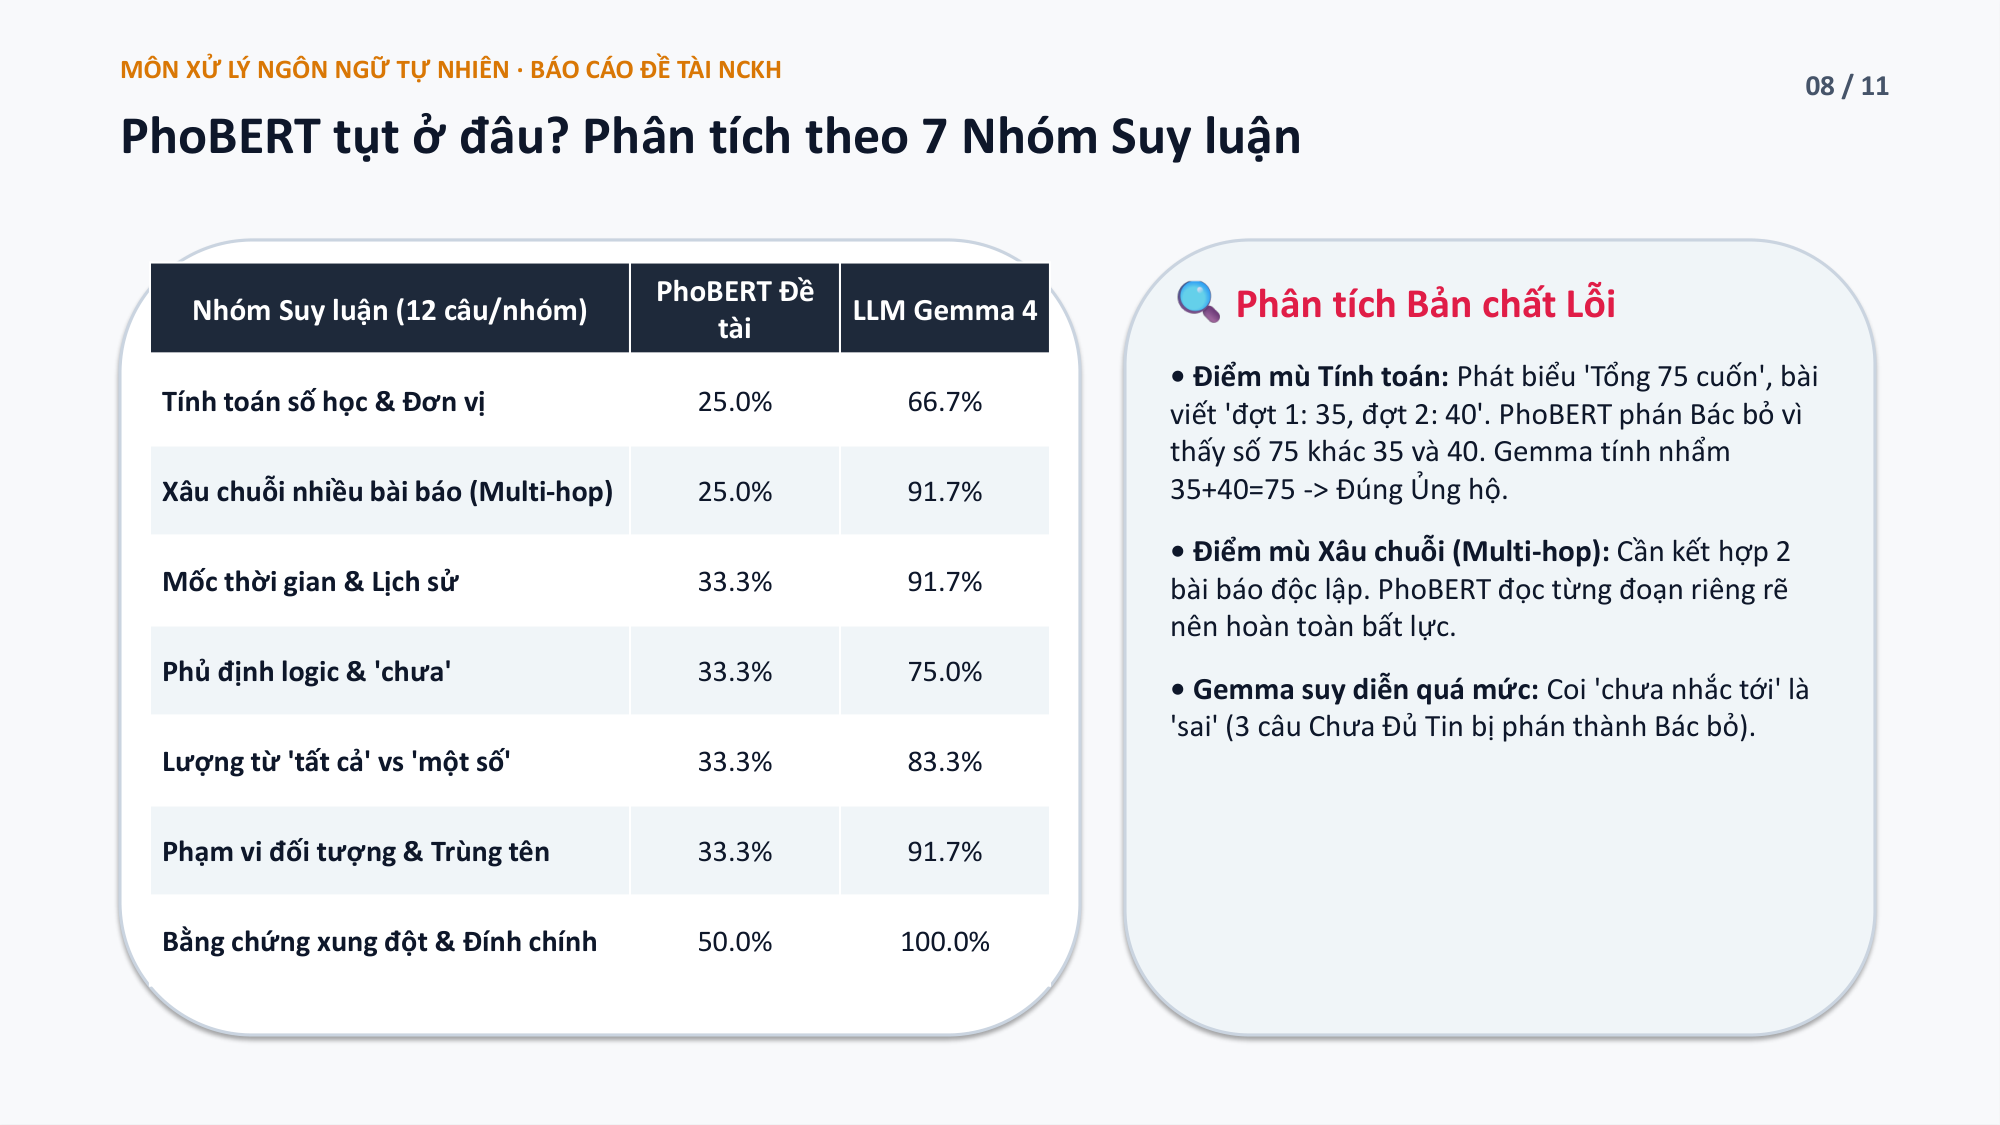 MÔN XỬ LÝ NGÔN NGỮ TỰ NHIÊN · BÁO CÁO ĐỀ TÀI NCKH
08 / 11
PhoBERT tụt ở đâu? Phân tích theo 7 Nhóm Suy luận
Nhóm Suy luận (12 câu/nhóm)
PhoBERT Đề
tài
LLM Gemma 4
Tính toán số học & Đơn vị 25.0% 66.7%
Xâu chuỗi nhiều bài báo (Multi-hop) 25.0% 91.7%
Mốc thời gian & Lịch sử 33.3% 91.7%
Phủ định logic & 'chưa' 33.3% 75.0%
Lượng từ 'tất cả' vs 'một số' 33.3% 83.3%
Phạm vi đối tượng & Trùng tên 33.3% 91.7%
Bằng chứng xung đột & Đính chính 50.0% 100.0%
Phân tích Bản chất Lỗi
• Điểm mù Tính toán: Phát biểu 'Tổng 75 cuốn', bài
viết 'đợt 1: 35, đợt 2: 40'. PhoBERT phán Bác bỏ vì
thấy số 75 khác 35 và 40. Gemma tính nhẩm
35+40=75 -> Đúng Ủng hộ.
• Điểm mù Xâu chuỗi (Multi-hop): Cần kết hợp 2
bài báo độc lập. PhoBERT đọc từng đoạn riêng rẽ
nên hoàn toàn bất lực.
• Gemma suy diễn quá mức: Coi 'chưa nhắc tới' là
'sai' (3 câu Chưa Đủ Tin bị phán thành Bác bỏ).